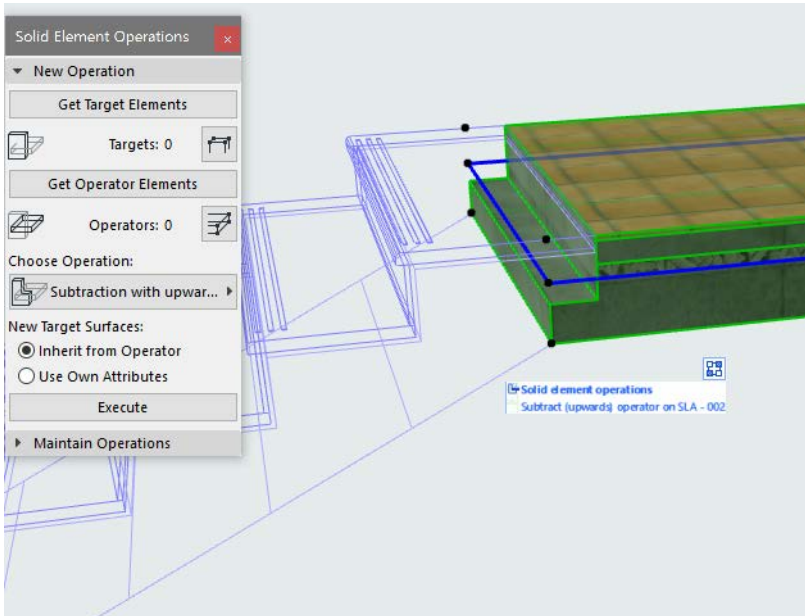 Solid Element Operations
New Operation
Get Target Elements
Targets: 0
Get Operator Elements
Operators: 0
Choose Operation:
Subtraction with upwar...
New Target Surfaces:
Inherit from Operator
Use Own Attributes
Execute
Maintain Operations
Solid element operations
Subtract (upwards) operator on SLA - 002